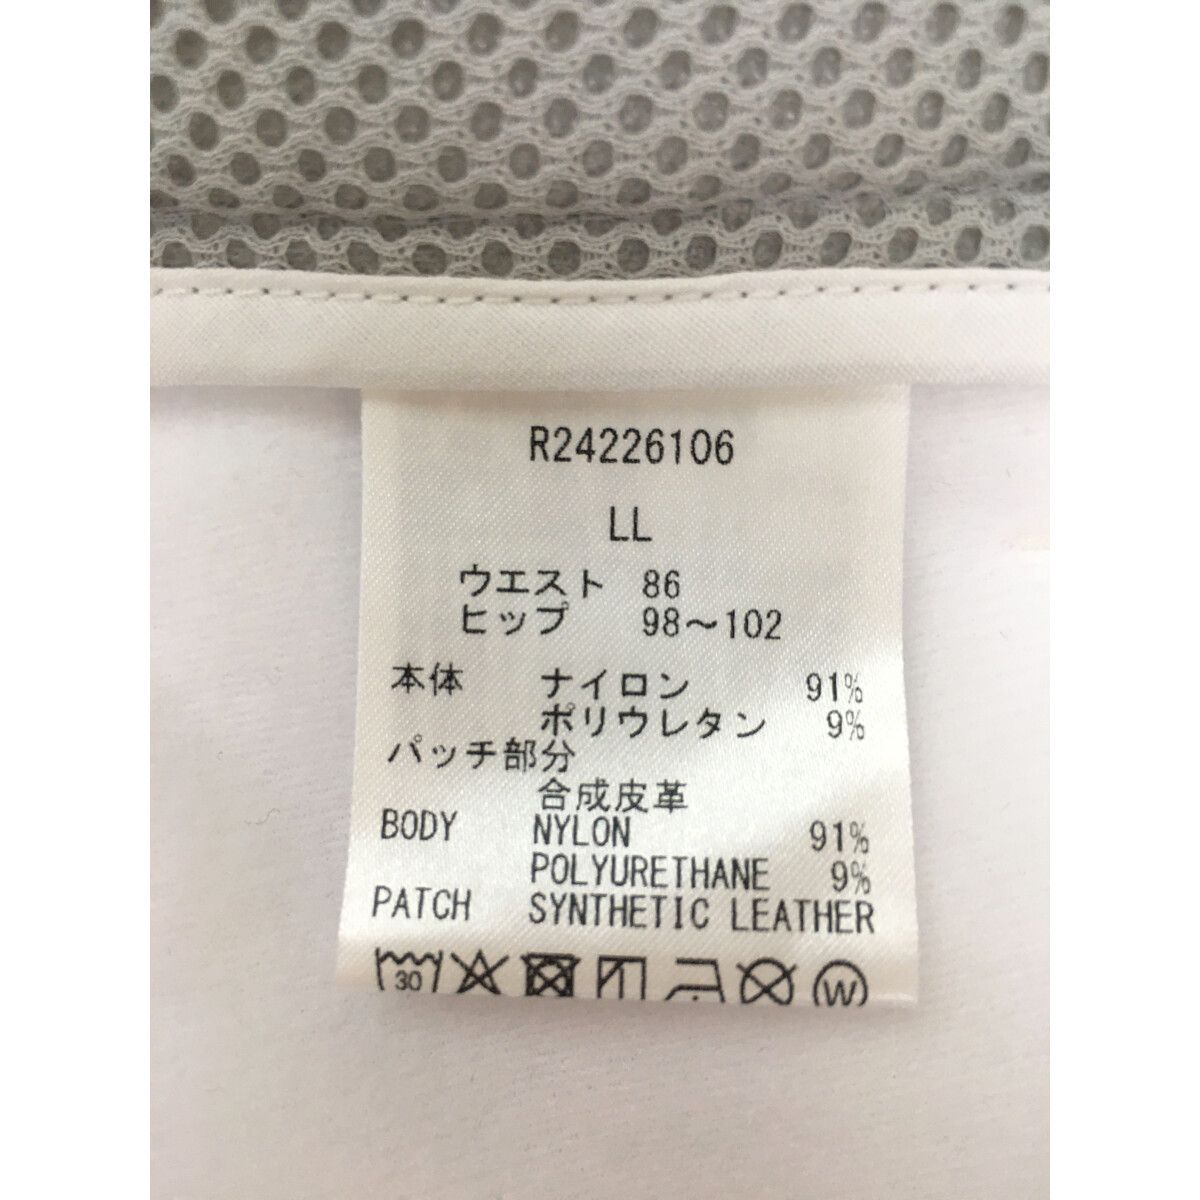 R24226106
LL
ウエスト 86
ヒップ 98～102
本体 ナイロン 91%
ポリウレタン 9%
パッチ部分
合成皮革
BODY NYLON 91%
POLYURETHANE 9%
PATCH SYNTHETIC LEATHER
30 W